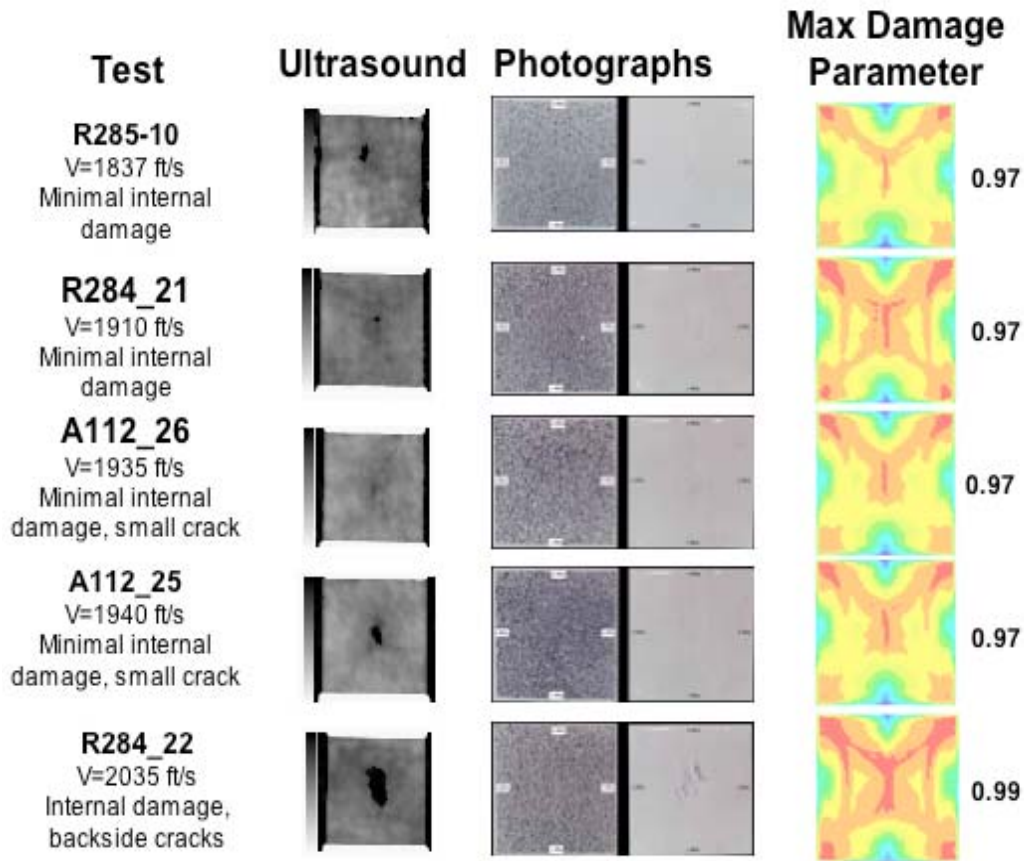 Test
Ultrasound
Photographs
Max Damage
Parameter
R285-10
V=1837 ft/s
Minimal internal
damage
0.97
R284_21
V=1910 ft/s
Minimal internal
damage
0.97
A112_26
V=1935 ft/s
Minimal internal
damage, small crack
0.97
A112_25
V=1940 ft/s
Minimal internal
damage, small crack
0.97
R284_22
V=2035 ft/s
Internal damage,
backside cracks
0.99